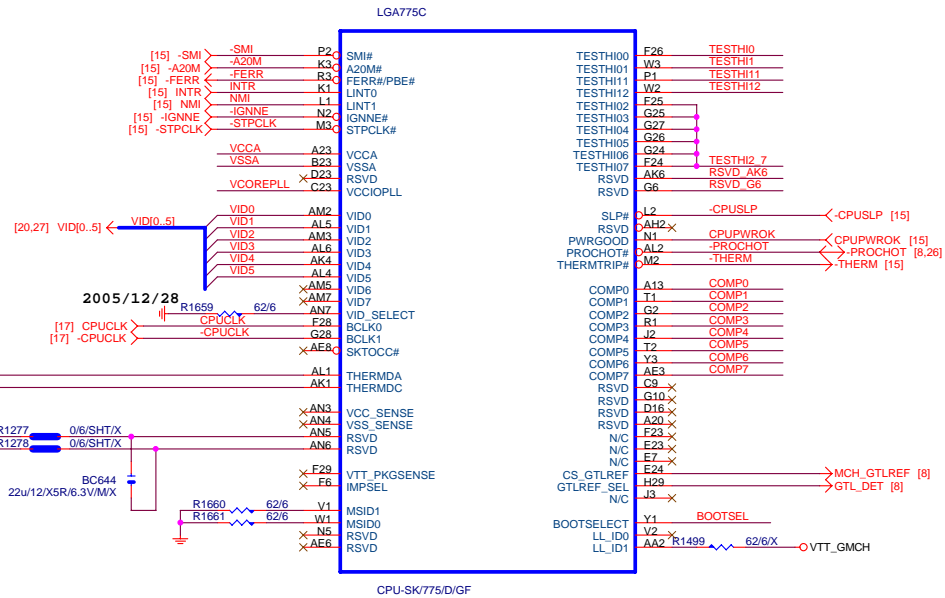 LGA775C
[15] -SMI -SMI P2 SMI# TESTHI00 F26 TESTHI0
[15] -A20M -A20M K3 A20M# TESTHI01 W3 TESTHI1
[15] -FERR -FERR R3 FERR#/PBE# TESTHI11 P1 TESTHI11
[15] INTR INTR K1 LINT0 TESTHI12 W2 TESTHI12
[15] NMI NMI L1 LINT1 TESTHI02 F25
[15] -IGNNE -IGNNE N2 IGNNE# TESTHI03 G25
[15] -STPCLK -STPCLK M3 STPCLK# TESTHI04 G27
TESTHI05 G26
VCCA A23 VCCA TESTHII06 G24
VSSA B23 VSSA TESTHI07 F24 TESTHI2_7
D23 RSVD RSVD AK6 RSVD_AK6
VCOREPLL C23 VCCIOPLL RSVD G6 RSVD_G6
VID0 AM2 VID0 SLP# L2 -CPUSLP -CPUSLP [15]
[20,27] VID[0..5] VID[0..5] VID1 AL5 VID1 RSVD AH2
VID2 AM3 VID2 PWRGOOD N1 CPUPWROK CPUPWROK [15]
VID3 AL6 VID3 PROCHOT# AL2 -PROCHOT -PROCHOT [8,26]
VID4 AK4 VID4 THERMTRIP# M2 -THERM -THERM [15]
VID5 AL4 VID5
AM5 VID6 COMP0 A13 COMP0
2005/12/28 AM7 VID7 COMP1 T1 COMP1
R1659 62/6 AN7 VID_SELECT COMP2 G2 COMP2
[17] CPUCLK CPUCLK F28 BCLK0 COMP3 R1 COMP3
[17] -CPUCLK -CPUCLK G28 BCLK1 COMP4 J2 COMP4
AE8 SKTOCC# COMP5 T2 COMP5
COMP6 Y3 COMP6
AL1 THERMDA COMP7 AE3 COMP7
AK1 THERMDC RSVD C9
RSVD G10
AN3 VCC_SENSE RSVD D16
AN4 VSS_SENSE RSVD A20
R1277 0/6/SHT/X AN5 RSVD N/C F23
R1278 0/6/SHT/X AN6 RSVD N/C E23
N/C E7
BC644 F29 VTT_PKGSENSE CS_GTLREF E24 MCH_GTLREF [8]
22u/12/X5R/6.3V/M/X F6 IMPSEL GTLREF_SEL H29 GTL_DET [8]
N/C J3
R1660 62/6 V1 MSID1
R1661 62/6 W1 MSID0 BOOTSELECT Y1 BOOTSEL
N5 RSVD LL_ID0 V2
AE6 RSVD LL_ID1 AA2 R1499 62/6/X VTT_GMCH
CPU-SK/775/D/GF